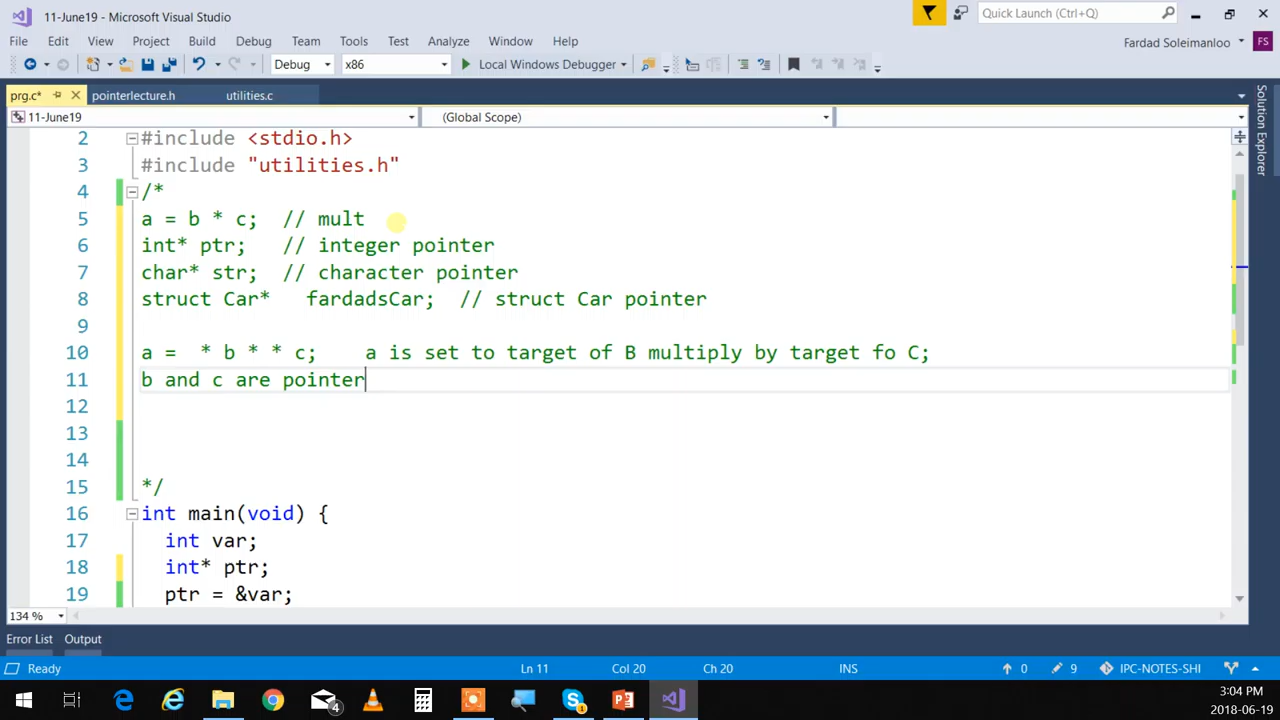 11-June19 - Microsoft Visual Studio
Quick Launch (Ctrl+Q)
File Edit View Project Build Debug Team Tools Test Analyze Window Help
Fardad Soleimanloo FS
Debug x86 Local Windows Debugger
prg.c* pointerlecture.h utilities.c
11-June19 (Global Scope)
Solution Explorer
2 #include <stdio.h>
3 #include "utilities.h"
4 /*
5 a = b * c;  // mult
6 int* ptr;   // integer pointer
7 char* str;  // character pointer
8 struct Car*   fardadsCar;  // struct Car pointer
9
10 a =  * b * * c;    a is set to target of B multiply by target fo C;
11 b and c are pointer
12
13
14
15 */
16 int main(void) {
17   int var;
18   int* ptr;
19   ptr = &var;
134 %
Error List Output
Ready Ln 11 Col 20 Ch 20 INS 0 9 IPC-NOTES-SHI
4
1
3:04 PM
2018-06-19